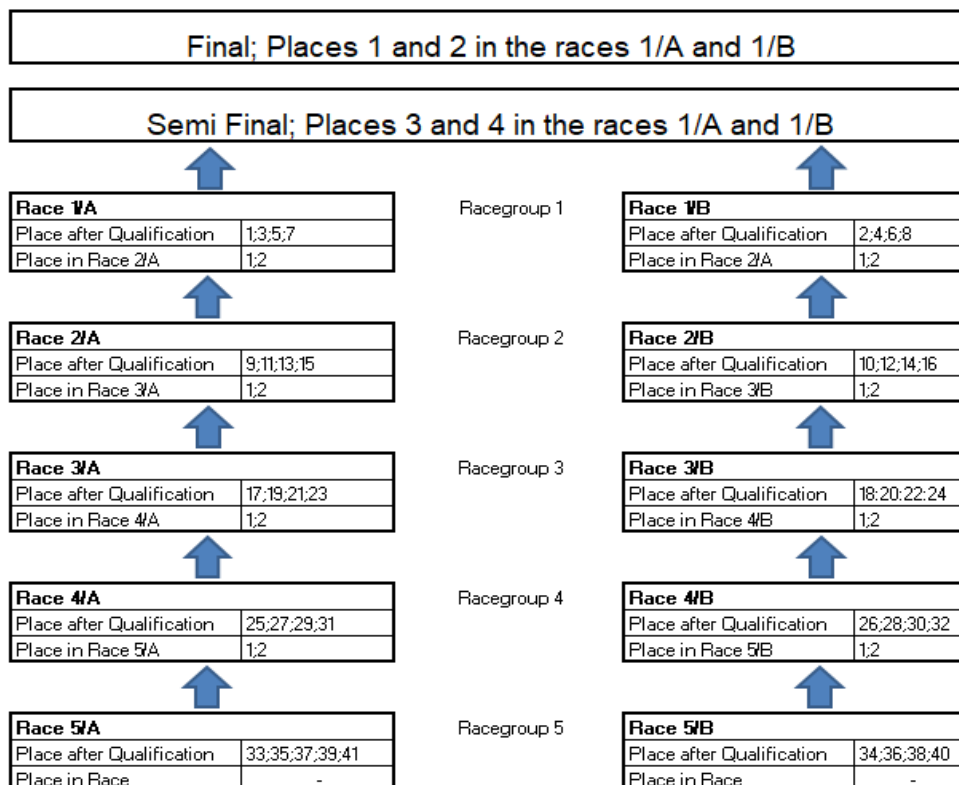 Final; Places 1 and 2 in the races 1/A and 1/B
Semi Final; Places 3 and 4 in the races 1/A and 1/B
Race 1/A
Place after Qualification 1;3;5;7
Place in Race 2/A 1;2
Racegroup 1
Race 1/B
Place after Qualification 2;4;6;8
Place in Race 2/A 1;2
Race 2/A
Place after Qualification 9;11;13;15
Place in Race 3/A 1;2
Racegroup 2
Race 2/B
Place after Qualification 10;12;14;16
Place in Race 3/B 1;2
Race 3/A
Place after Qualification 17;19;21;23
Place in Race 4/A 1;2
Racegroup 3
Race 3/B
Place after Qualification 18:20:22:24
Place in Race 4/B 1;2
Race 4/A
Place after Qualification 25;27;29;31
Place in Race 5/A 1;2
Racegroup 4
Race 4/B
Place after Qualification 26;28;30;32
Place in Race 5/B 1;2
Race 5/A
Place after Qualification 33;35;37;39;41
Place in Race -
Racegroup 5
Race 5/B
Place after Qualification 34;36;38;40
Place in Race -